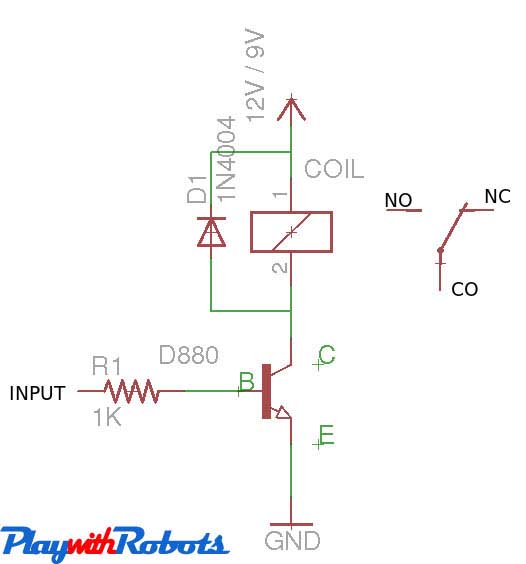 12V / 9V
D1
1N4004
COIL
1
2
NO
NC
CO
R1
D880
C
INPUT
B
1K
E
GND
PlaywithRobots